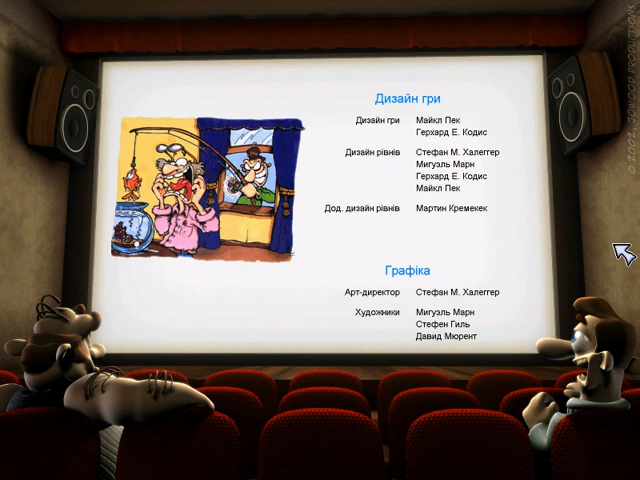 Дизайн гри
Дизайн гри Майкл Пек
Герхард Е. Кодис
Дизайн рівнів Стефан М. Халеггер
Мигуэль Марн
Герхард Е. Кодис
Майкл Пек
Дод. дизайн рівнів Мартин Кремекек
Графіка
Арт-директор Стефан М. Халеггер
Художники Мигуэль Марн
Стефен Гиль
Давид Мюрент